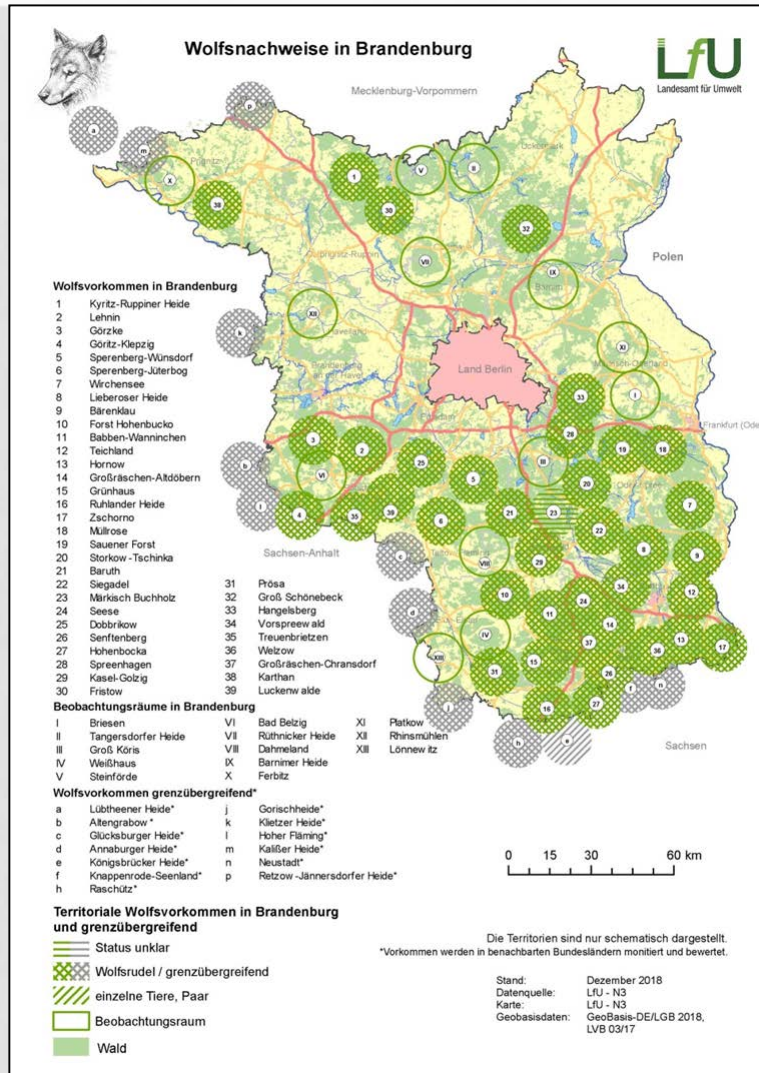 Wolfsnachweise in Brandenburg
LfU
Landesamt für Umwelt
Mecklenburg-Vorpommern
Prignitz
Uckermark
Polen
Barnim
Land Berlin
Potsdam
Frankfurt (Oder
Sachsen-Anhalt
Sachsen
Wolfsvorkommen in Brandenburg
1 Kyritz-Ruppiner Heide
2 Lehnin
3 Görzke
4 Göritz-Klepzig
5 Sperenberg-Wünsdorf
6 Sperenberg-Jüterbog
7 Wirchensee
8 Lieberoser Heide
9 Bärenklau
10 Forst Hohenbucko
11 Babben-Wanninchen
12 Teichland
13 Hornow
14 Großräschen-Altdöbern
15 Grünhaus
16 Ruhlander Heide
17 Zschorno
18 Müllrose
19 Sauener Forst
20 Storkow-Tschinka
21 Baruth
22 Siegadel
23 Märkisch Buchholz
24 Seese
25 Dobbrikow
26 Senftenberg
27 Hohenbocka
28 Spreenhagen
29 Kasel-Golzig
30 Fristow
31 Prösa
32 Groß Schönebeck
33 Hangelsberg
34 Vorspreewald
35 Treuenbrietzen
36 Welzow
37 Großräschen-Chransdorf
38 Karthan
39 Luckenwalde
Beobachtungsräume in Brandenburg
I Briesen
II Tangersdorfer Heide
III Groß Köris
IV Weißhaus
V Steinförde
VI Bad Belzig
VII Rüthnicker Heide
VIII Dahmeland
IX Barnimer Heide
X Ferbitz
XI Platkow
XII Rhinsmühlen
XIII Lönnewitz
Wolfsvorkommen grenzübergreifend*
a Lübtheener Heide*
b Altengrabow *
c Glücksburger Heide*
d Annaburger Heide*
e Königsbrücker Heide*
f Knappenrode-Seenland*
h Raschütz*
j Gorischheide*
k Klietzer Heide*
l Hoher Fläming*
m Kalißer Heide*
n Neustadt*
p Retzow-Jännersdorfer Heide*
0 15 30 60 km
Territoriale Wolfsvorkommen in Brandenburg
und grenzübergreifend
Status unklar
Wolfsrudel / grenzübergreifend
einzelne Tiere, Paar
Beobachtungsraum
Wald
Die Territorien sind nur schematisch dargestellt.
*Vorkommen werden in benachbarten Bundesländern monitiert und bewertet.
Stand: Dezember 2018
Datenquelle: LfU - N3
Karte: LfU - N3
Geobasisdaten: GeoBasis-DE/LGB 2018,
LVB 03/17